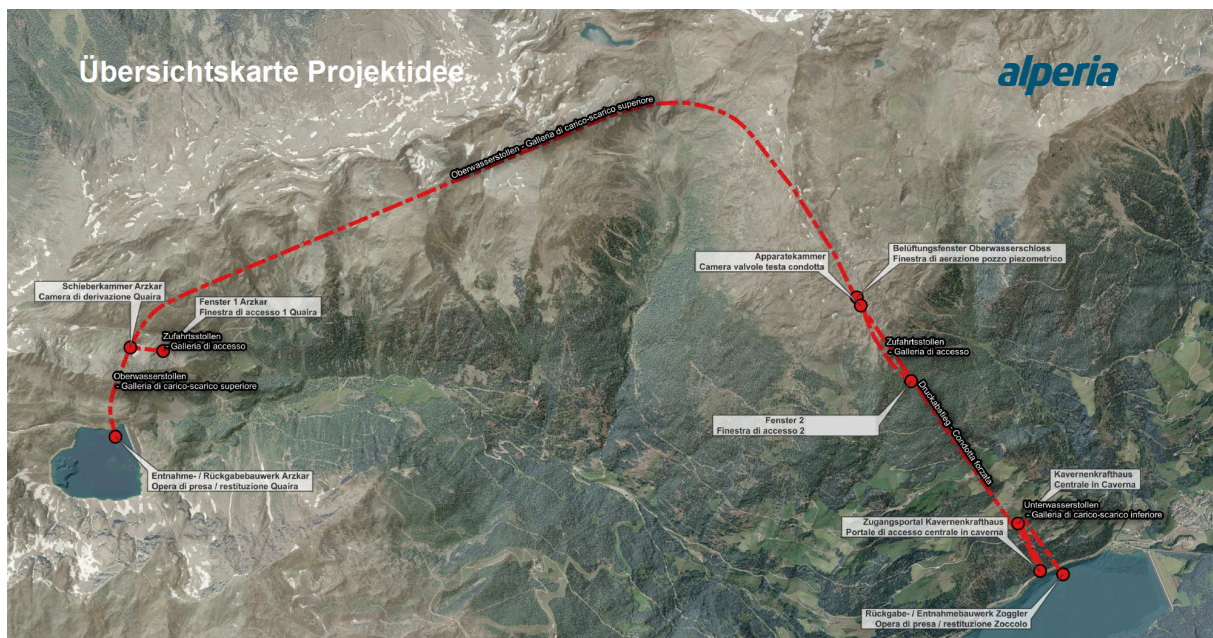 Übersichtskarte Projektidee
alperia
Oberwasserstollen - Galleria di carico-scarico superiore
Belüftungsfenster Oberwasserschloss
Finestra di aerazione pozzo piezometrico
Apparatekammer
Camera valvole testa condotta
Schieberkammer Arzkar
Camera di derivazione Quaira
Fenster 1 Arzkar
Finestra di accesso 1 Quaira
Zufahrtsstollen
- Galleria di accesso
Zufahrtsstollen
- Galleria di accesso
Oberwasserstollen
- Galleria di carico-scarico superiore
Druckabstieg - Condotta forzata
Fenster 2
Finestra di accesso 2
Entnahme- / Rückgabebauwerk Arzkar
Opera di presa / restituzione Quaira
Kavernenkrafthaus
Centrale in Caverna
Unterwasserstollen
- Galleria di carico-scarico inferiore
Zugangsportal Kavernenkrafthaus
Portale di accesso centrale in caverna
Rückgabe- / Entnahmebauwerk Zoggler
Opera di presa / restituzione Zoccolo